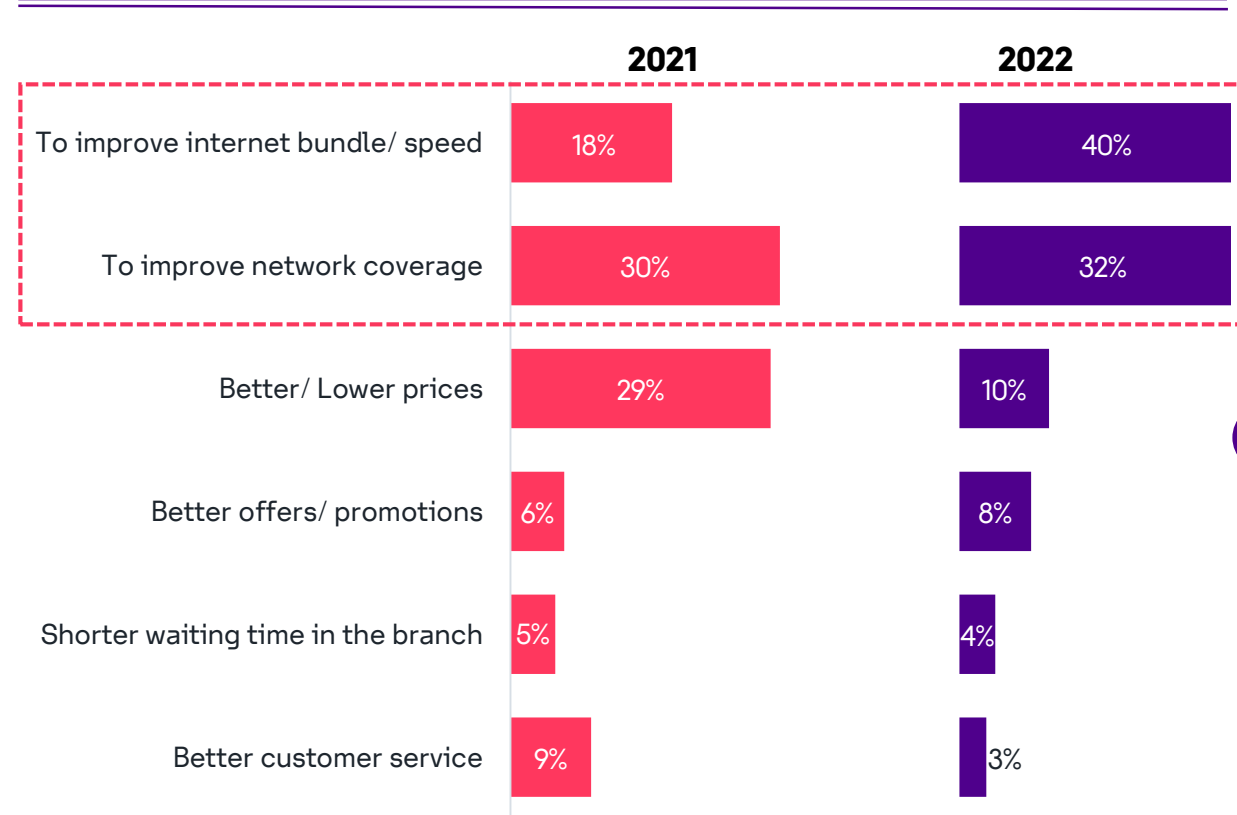 2021 2022
To improve internet bundle/ speed 18% 40%
To improve network coverage 30% 32%
Better/ Lower prices 29% 10%
Better offers/ promotions 6% 8%
Shorter waiting time in the branch 5% 4%
Better customer service 9% 3%